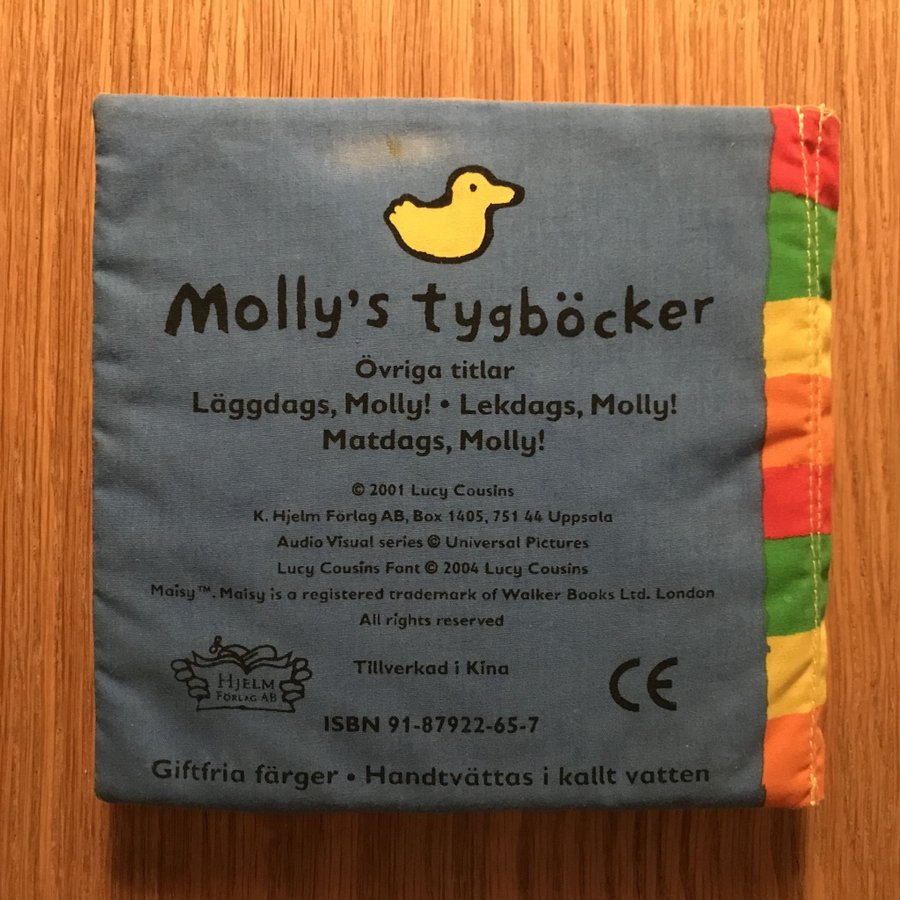 Molly's tygböcker
Övriga titlar
Läggdags, Molly! • Lekdags, Molly!
Matdags, Molly!
© 2001 Lucy Cousins
K. Hjelm Förlag AB, Box 1405, 751 44 Uppsala
Audio Visual series © Universal Pictures
Lucy Cousins Font © 2004 Lucy Cousins
Maisy™. Maisy is a registered trademark of Walker Books Ltd. London
All rights reserved
HJELM
FÖRLAG AB
Tillverkad i Kina
CE
ISBN 91-87922-65-7
Giftfria färger • Handtvättas i kallt vatten